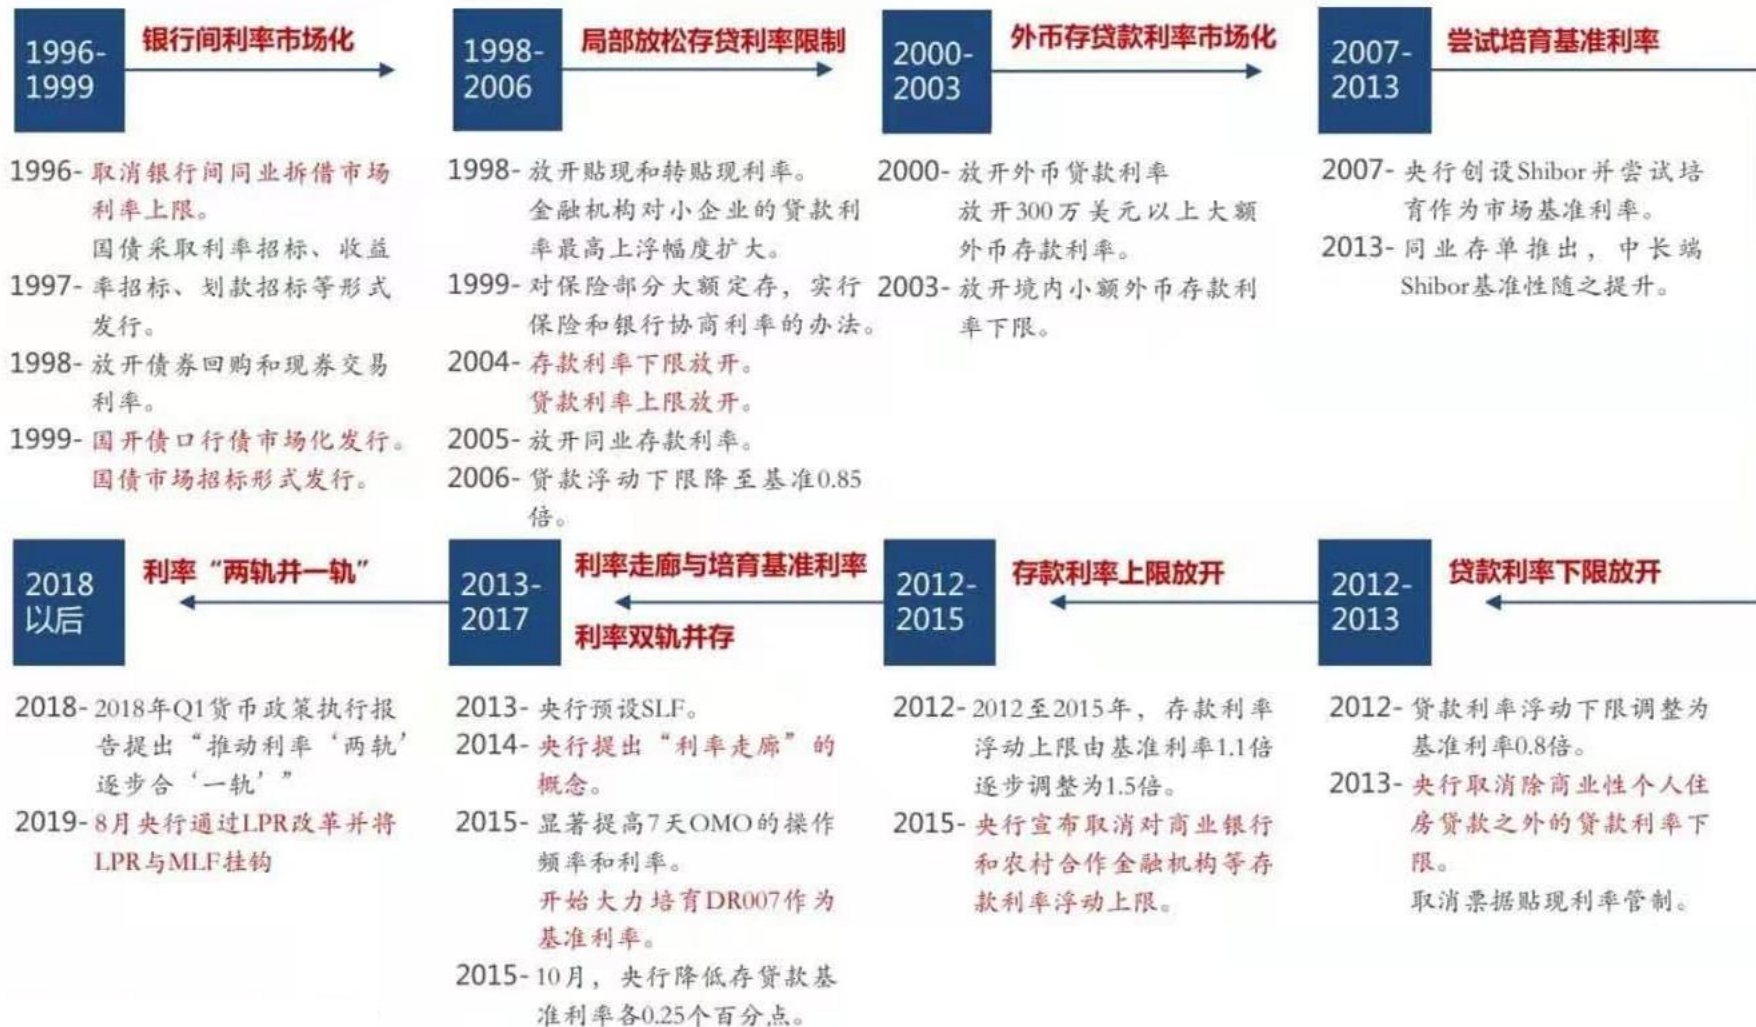 1996-
1999
银行间利率市场化
1996- 取消银行间同业拆借市场
利率上限。
国债采取利率招标、收益
1997- 率招标、划款招标等形式
发行。
1998- 放开债券回购和现券交易
利率。
1999- 国开债口行债市场化发行。
国债市场招标形式发行。
1998-
2006
局部放松存贷利率限制
1998- 放开贴现和转贴现利率。
金融机构对小企业的贷款利
率最高上浮幅度扩大。
1999- 对保险部分大额定存，实行
保险和银行协商利率的办法。
2004- 存款利率下限放开。
贷款利率上限放开。
2005- 放开同业存款利率。
2006- 贷款浮动下限降至基准0.85
倍。
2000-
2003
外币存贷款利率市场化
2000- 放开外币贷款利率
放开300万美元以上大额
外币存款利率。
2003- 放开境内小额外币存款利
率下限。
2007-
2013
尝试培育基准利率
2007- 央行创设Shibor并尝试培
育作为市场基准利率。
2013- 同业存单推出，中长端
Shibor基准性随之提升。
2012-
2013
贷款利率下限放开
2012- 贷款利率浮动下限调整为
基准利率0.8倍。
2013- 央行取消除商业性个人住
房贷款之外的贷款利率下
限。
取消票据贴现利率管制。
2012-
2015
存款利率上限放开
2012- 2012至2015年，存款利率
浮动上限由基准利率1.1倍
逐步调整为1.5倍。
2015- 央行宣布取消对商业银行
和农村合作金融机构等存
款利率浮动上限。
2013-
2017
利率走廊与培育基准利率
利率双轨并存
2013- 央行预设SLF。
2014- 央行提出“利率走廊”的
概念。
2015- 显著提高7天OMO的操作
频率和利率。
开始大力培育DR007作为
基准利率。
2015- 10月，央行降低存贷款基
准利率各0.25个百分点。
2018
以后
利率“两轨并一轨”
2018- 2018年Q1货币政策执行报
告提出“推动利率‘两轨’
逐步合‘一轨’”
2019- 8月央行通过LPR改革并将
LPR与MLF挂钩